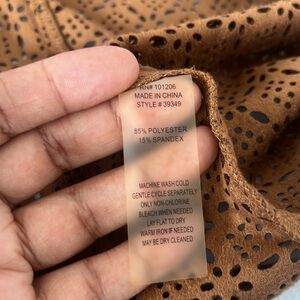 RN# 101206
MADE IN CHINA
STYLE # 39349
85% POLYESTER
15% SPANDEX
MACHINE WASH COLD
GENTLE CYCLE SEPARATELY
ONLY NON-CHLORINE
BLEACH WHEN NEEDED
LAY FLAT TO DRY
WARM IRON IF NEEDED
MAY BE DRY CLEANED